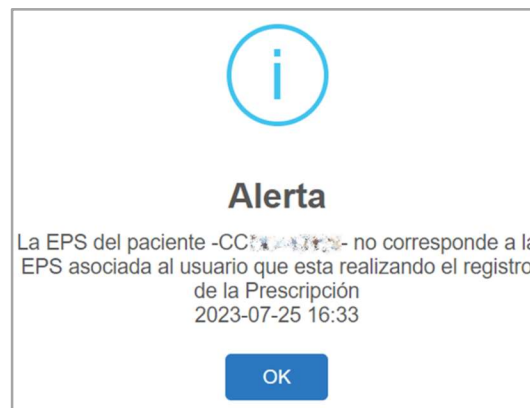 i
Alerta
La EPS del paciente -CC - no corresponde a la
EPS asociada al usuario que esta realizando el registro
de la Prescripción
2023-07-25 16:33
OK